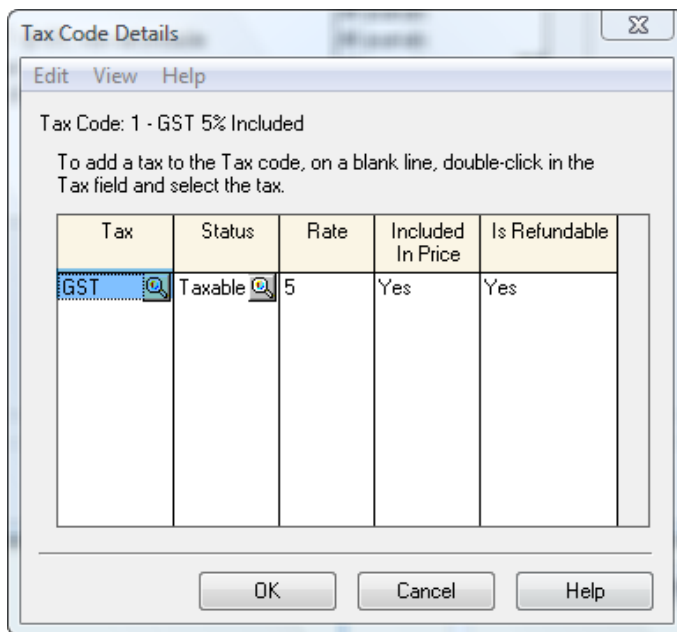 Tax Code Details
Edit View Help
Tax Code: 1 - GST 5% Included
To add a tax to the Tax code, on a blank line, double-click in the
Tax field and select the tax.
Tax Status Rate Included In Price Is Refundable
GST Taxable 5 Yes Yes
OK Cancel Help